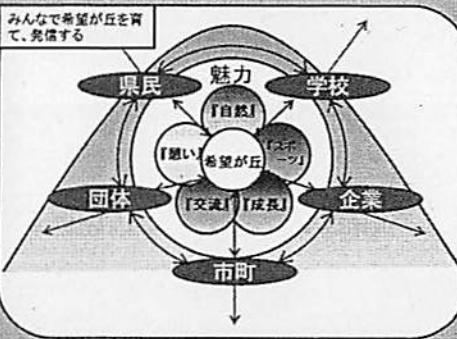 みんなで希望が丘を育
て、発信する
魅力
県民
学校
『自然』
『憩い』
希望が丘
『スポ
ーツ』
団体
『交流』
『成長』
企業
市町